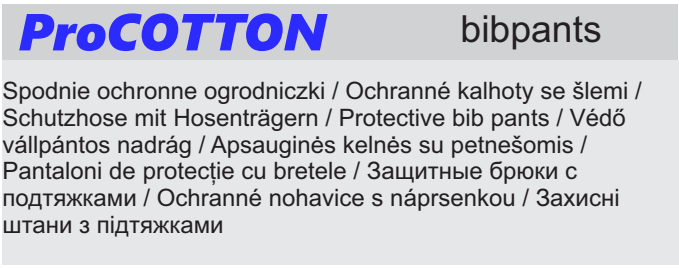 ProCOTTON bibpants
Spodnie ochronne ogrodniczki / Ochranné kalhoty se šlemi /
Schutzhose mit Hosenträgern / Protective bib pants / Védő
vállpántos nadrág / Apsauginės kelnės su petnešomis /
Pantaloni de protecție cu bretele / Защитные брюки с
подтяжками / Ochranné nohavice s náprsenkou / Захисні
штани з підтяжками